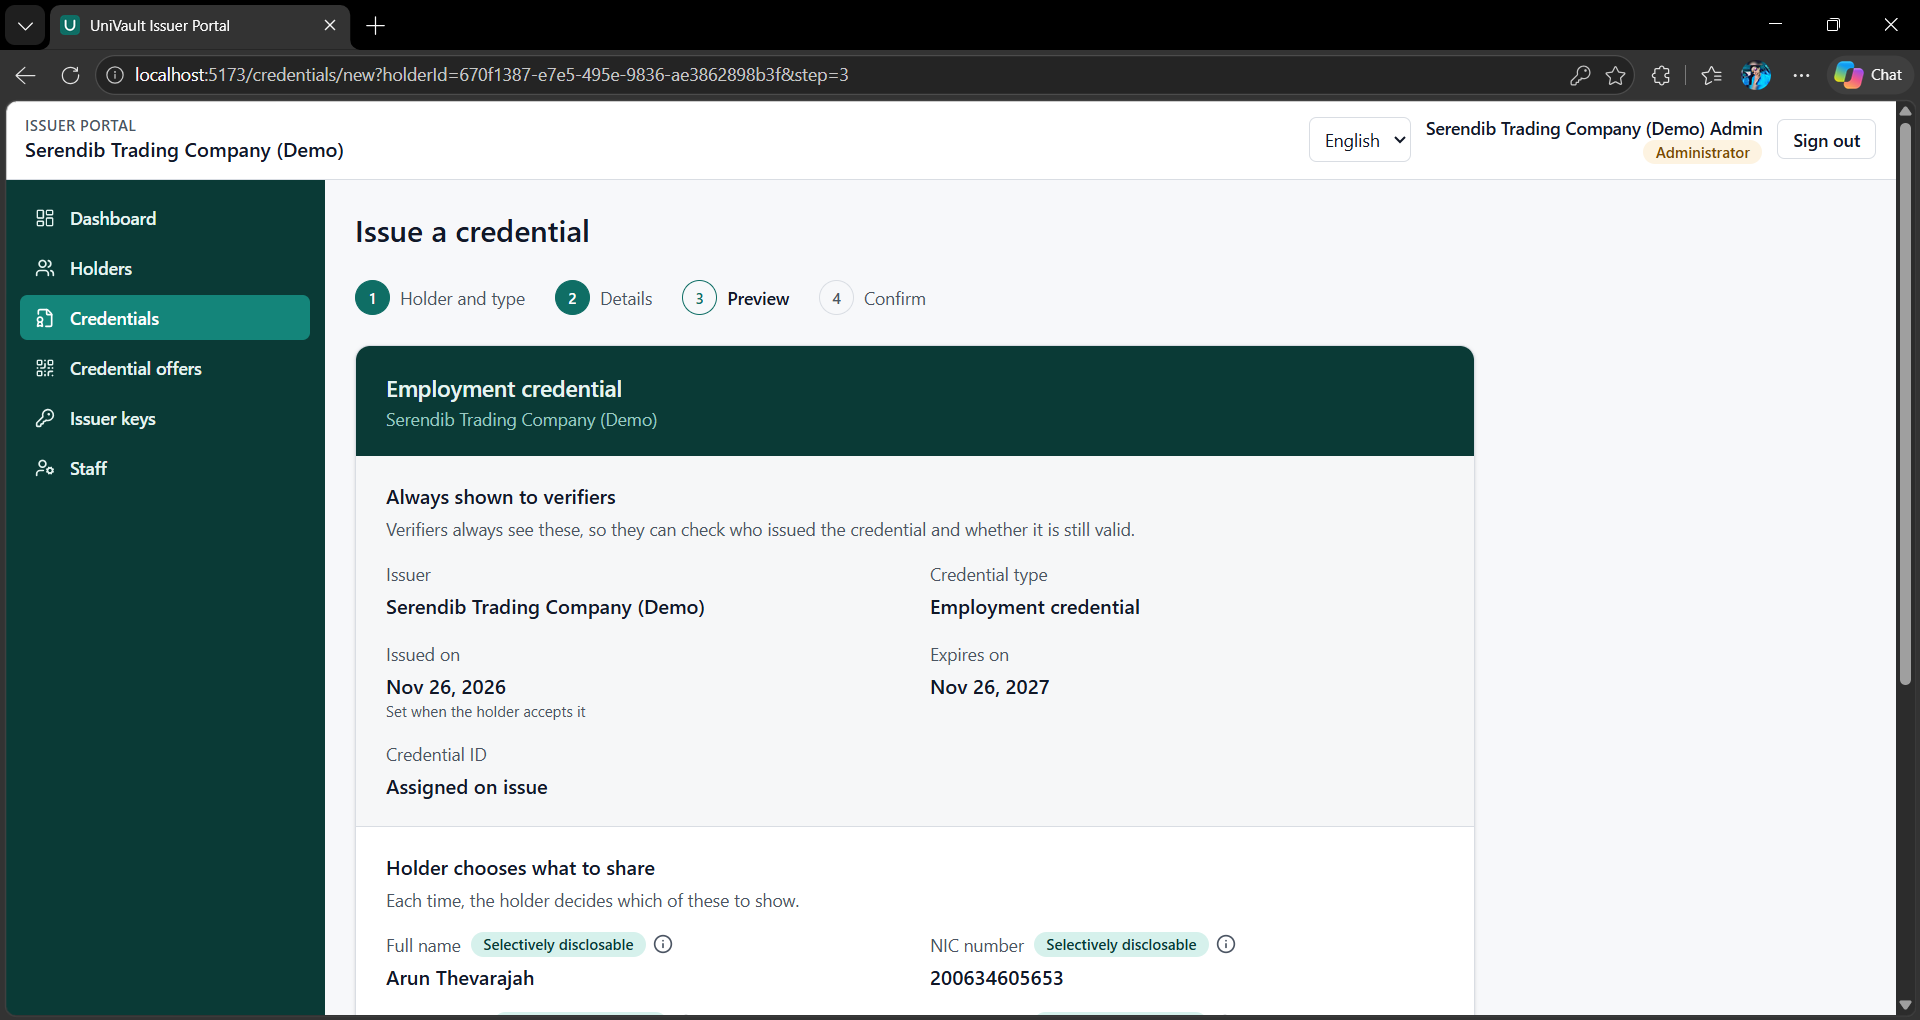 UniVault Issuer Portal
localhost:5173/credentials/new?holderId=670f1387-e7e5-495e-9836-ae3862898b3f&step=3
Chat
ISSUER PORTAL
Serendib Trading Company (Demo)
English
Serendib Trading Company (Demo) Admin
Administrator
Sign out
Dashboard
Holders
Credentials
Credential offers
Issuer keys
Staff
Issue a credential
1 Holder and type 2 Details 3 Preview 4 Confirm
Employment credential
Serendib Trading Company (Demo)
Always shown to verifiers
Verifiers always see these, so they can check who issued the credential and whether it is still valid.
Issuer
Serendib Trading Company (Demo)
Credential type
Employment credential
Issued on
Nov 26, 2026
Set when the holder accepts it
Expires on
Nov 26, 2027
Credential ID
Assigned on issue
Holder chooses what to share
Each time, the holder decides which of these to show.
Full name Selectively disclosable
Arun Thevarajah
NIC number Selectively disclosable
200634605653